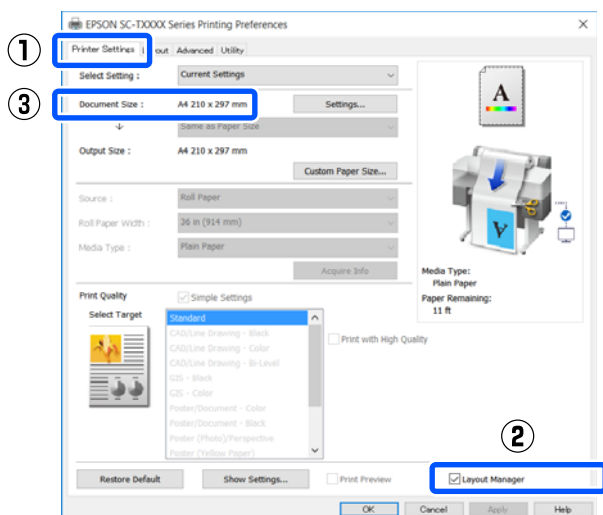 EPSON SC-TXXXX Series Printing Preferences
①
Printer Settings out Advanced Utility
Select Setting : Current Settings
③
Document Size : A4 210 x 297 mm Settings...
Same as Paper Size
Output Size : A4 210 x 297 mm
Custom Paper Size...
Source : Roll Paper
Roll Paper Width : 36 in (914 mm)
Media Type : Plain Paper
Acquire Info
A
A
Media Type:
Plain Paper
Paper Remaining:
11 ft
Print Quality Simple Settings
Select Target Standard
CAD/Line Drawing - Black
CAD/Line Drawing - Color
CAD/Line Drawing - Bi-Level
GIS - Black
GIS - Color
Poster/Document - Color
Poster/Document - Black
Poster (Photo)/Perspective
Poster (Yellow Paper)
Print with High Quality
②
Restore Default Show Settings... Print Preview Layout Manager
OK Cancel Apply Help